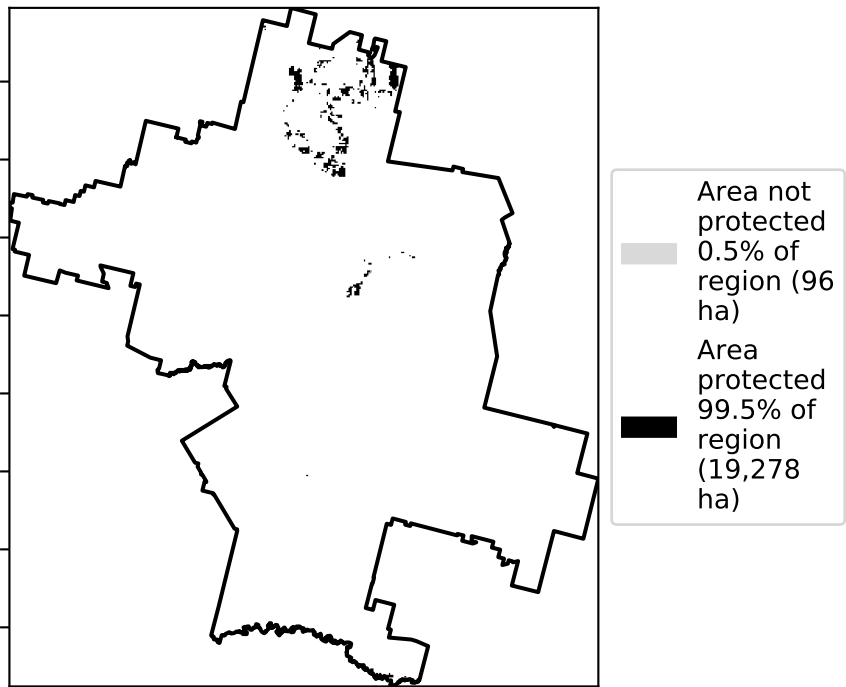 Area not
protected
0.5% of
region (96
ha)
Area
protected
99.5% of
region
(19,278
ha)